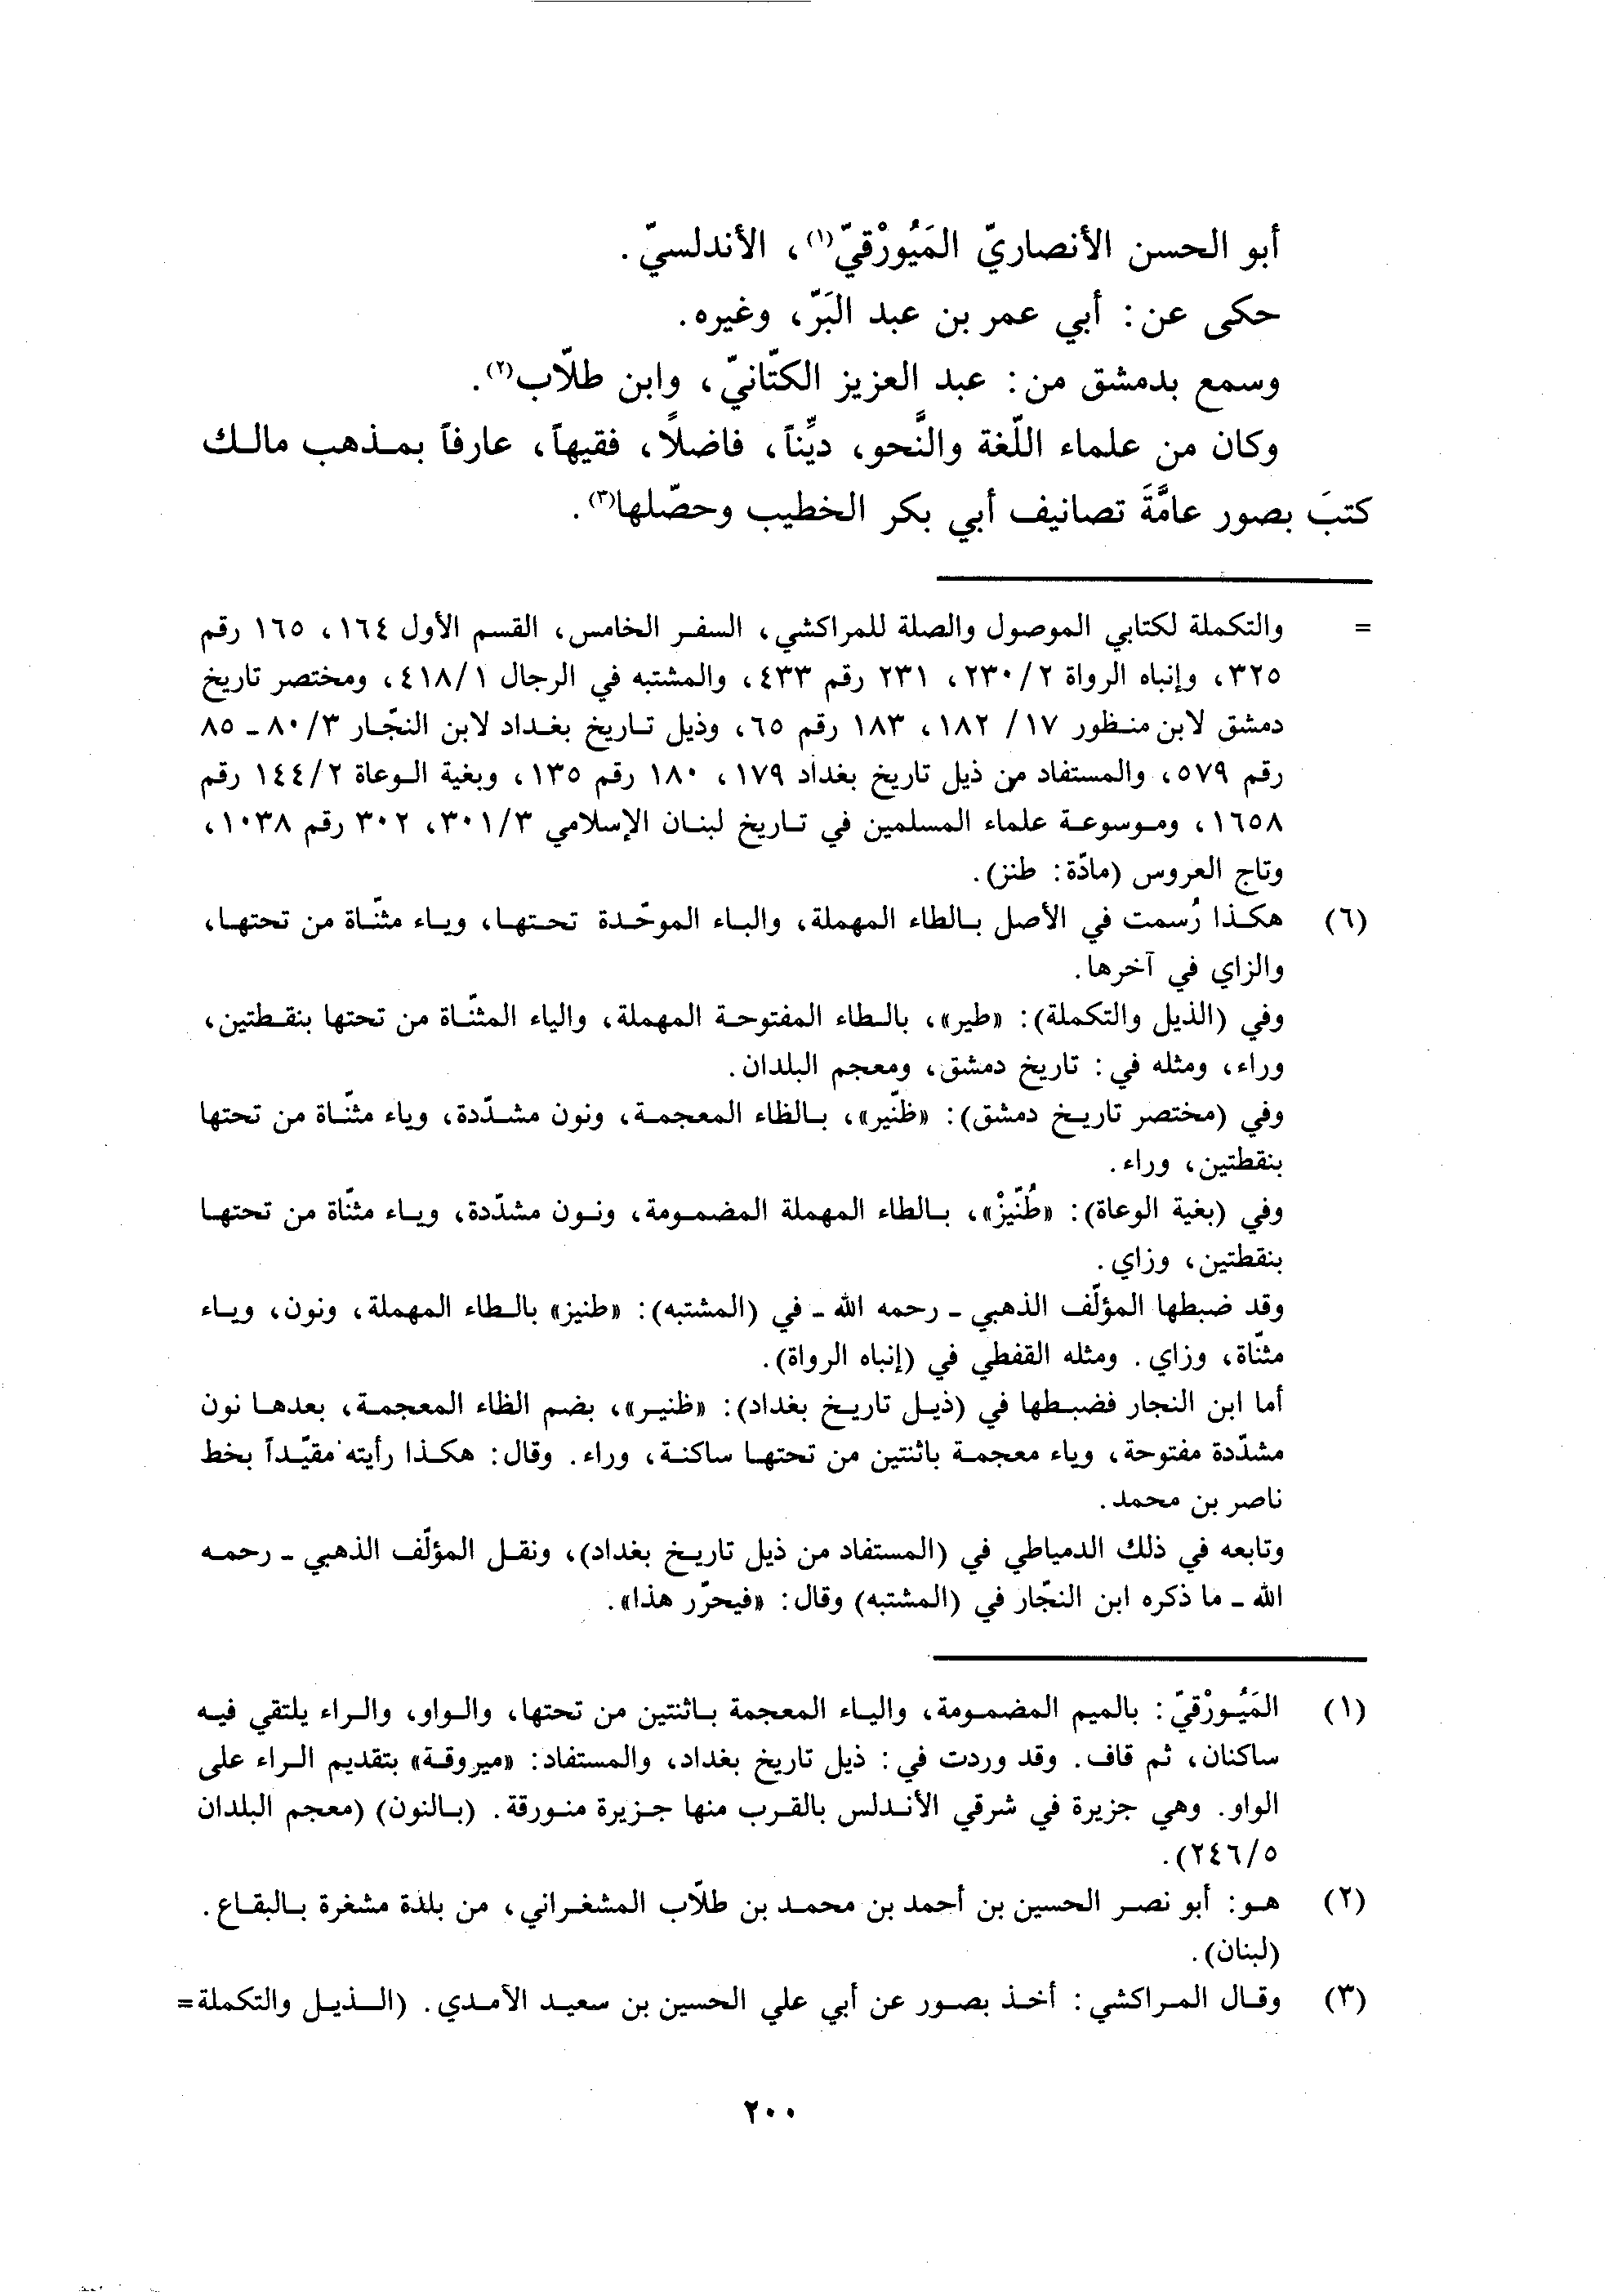 أبو الحسن الأنصاريّ المَيُورْقيّ(١)، الأندلسيّ.
حكى عن: أبي عمر بن عبد البَرّ، وغيره.
وسمع بدمشق من: عبد العزيز الكتّانيّ، وابن طلّاب(٢).
وكان من علماء اللّغة والنَّحو، ديِّناً، فاضلاً، فقيهاً، عارفاً بمذهب مالك
كتبَ بصور عامَّةَ تصانيف أبي بكر الخطيب وحصّلها(٣).
= والتكملة لكتابي الموصول والصلة للمراكشي، السفر الخامس، القسم الأول ١٦٤، ١٦٥ رقم
٣٢٥، وإنباه الرواة ٢/ ٢٣٠، ٢٣١ رقم ٤٣٣، والمشتبه في الرجال ١/ ٤١٨، ومختصر تاريخ
دمشق لابن منظور ١٧/ ١٨٢، ١٨٣ رقم ٦٥، وذيل تاريخ بغداد لابن النجّار ٣/ ٨٠ - ٨٥
رقم ٥٧٩، والمستفاد من ذيل تاريخ بغداد ١٧٩، ١٨٠ رقم ١٣٥، وبغية الوعاة ٢/ ١٤٤ رقم
١٦٥٨، وموسوعة علماء المسلمين في تاريخ لبنان الإسلامي ٣/ ٣٠١، ٣٠٢ رقم ١٠٣٨،
وتاج العروس (مادّة: طنز).
(٦) هكذا رُسمت في الأصل بالطاء المهملة، والباء الموحّدة تحتها، وياء مثنّاة من تحتها،
والزاي في آخرها.
وفي (الذيل والتكملة): «طير»، بالطاء المفتوحة المهملة، والياء المثنّاة من تحتها بنقطتين،
وراء، ومثله في: تاريخ دمشق، ومعجم البلدان.
وفي (مختصر تاريخ دمشق): «ظنّير»، بالظاء المعجمة، ونون مشدّدة، وياء مثنّاة من تحتها
بنقطتين، وراء.
وفي (بغية الوعاة): «طُنّيزْ»، بالطاء المهملة المضمومة، ونون مشدّدة، وياء مثنّاة من تحتها
بنقطتين، وزاي.
وقد ضبطها المؤلّف الذهبي - رحمه الله - في (المشتبه): «طنيز» بالطاء المهملة، ونون، وياء
مثنّاة، وزاي. ومثله القفطي في (إنباه الرواة).
أما ابن النجار فضبطها في (ذيل تاريخ بغداد): «ظنير»، بضم الظاء المعجمة، بعدها نون
مشدّدة مفتوحة، وياء معجمة باثنتين من تحتها ساكنة، وراء. وقال: هكذا رأيته مقيّداً بخط
ناصر بن محمد.
وتابعه في ذلك الدمياطي في (المستفاد من ذيل تاريخ بغداد)، ونقل المؤلّف الذهبي - رحمه
الله - ما ذكره ابن النجّار في (المشتبه) وقال: «فيحرّر هذا».
(١) المَيُورْقيّ: بالميم المضمومة، والياء المعجمة باثنتين من تحتها، والواو، والراء يلتقي فيه
ساكنان، ثم قاف. وقد وردت في: ذيل تاريخ بغداد، والمستفاد: «ميروقة» بتقديم الراء على
الواو. وهي جزيرة في شرقي الأندلس بالقرب منها جزيرة منورقة. (بالنون) (معجم البلدان
٥/ ٢٤٦).
(٢) هو: أبو نصر الحسين بن أحمد بن محمد بن طلّاب المشغراني، من بلدة مشغرة بالبقاع.
(لبنان).
(٣) وقال المراكشي: أخذ بصور عن أبي علي الحسين بن سعيد الآمدي. (الذيل والتكملة=
٢٠٠